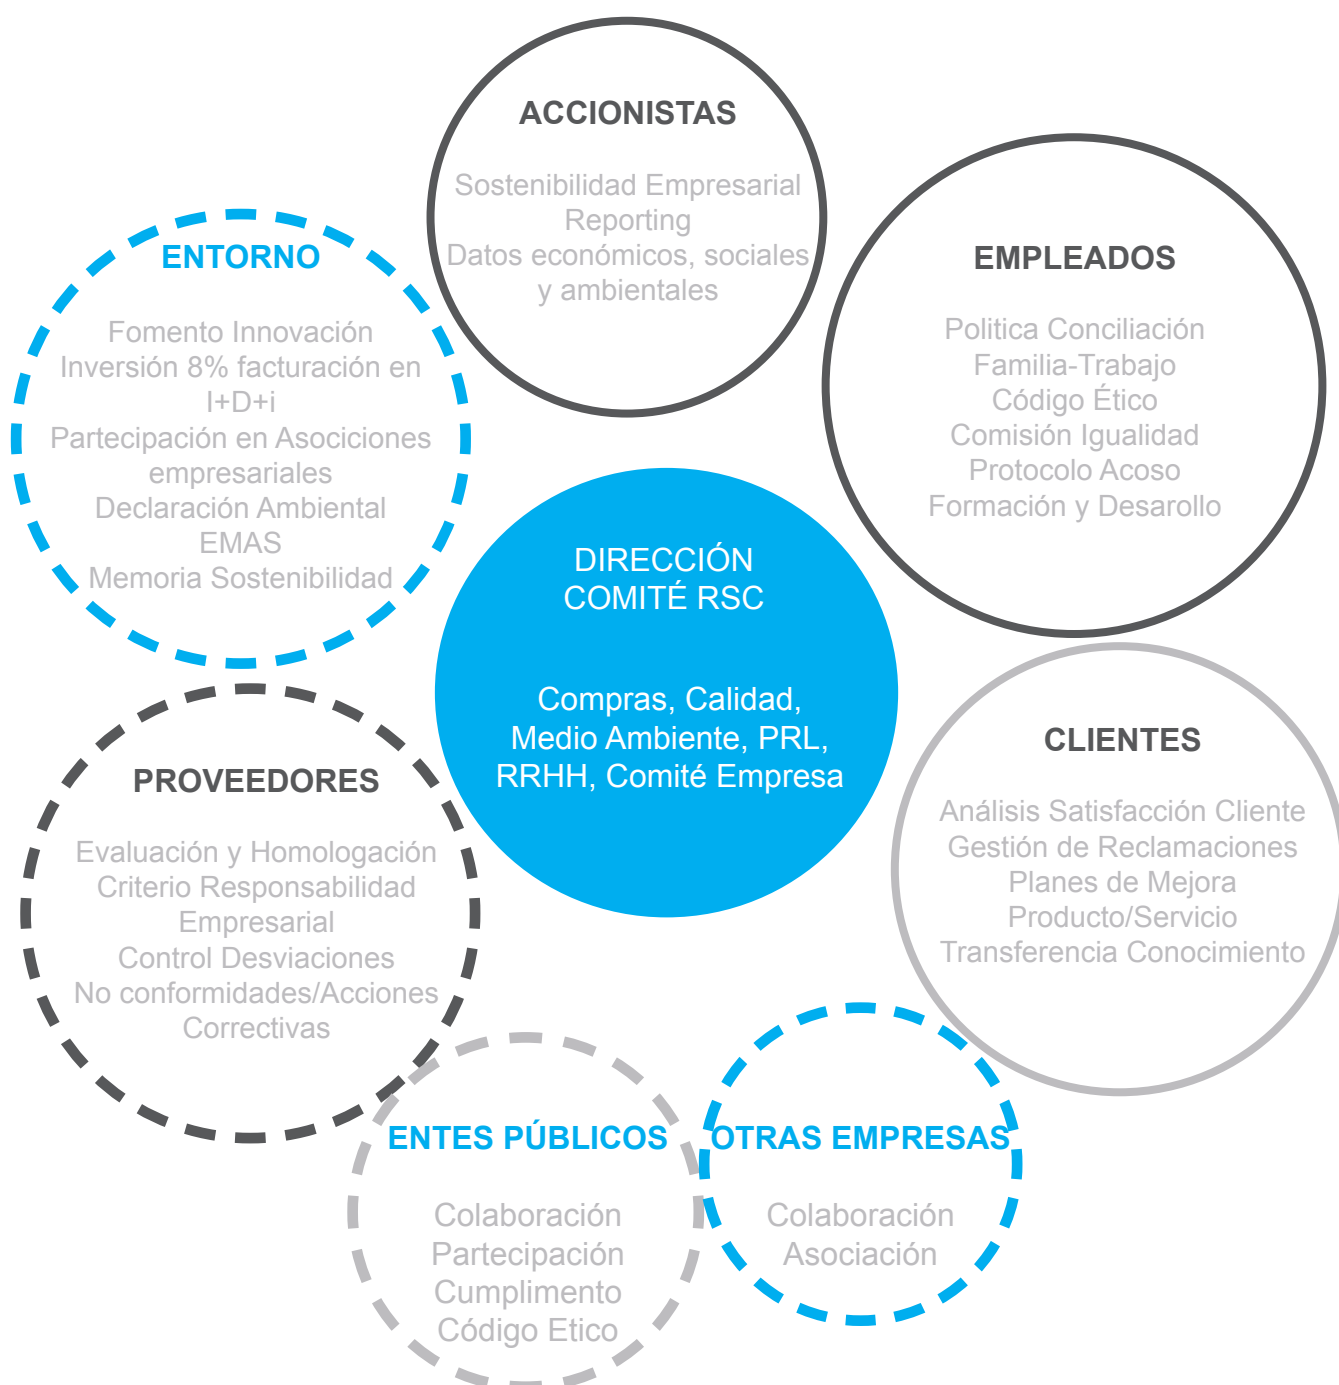 ACCIONISTAS
Sostenibilidad Empresarial
Reporting
Datos económicos, sociales
y ambientales
EMPLEADOS
Politica Conciliación
Familia-Trabajo
Código Ético
Comisión Igualidad
Protocolo Acoso
Formación y Desarollo
ENTORNO
Fomento Innovación
Inversión 8% facturación en
I+D+i
Partecipación en Asociciones
empresariales
Declaración Ambiental
EMAS
Memoria Sostenibilidad
DIRECCIÓN
COMITÉ RSC
Compras, Calidad,
Medio Ambiente, PRL,
RRHH, Comité Empresa
CLIENTES
Análisis Satisfacción Cliente
Gestión de Reclamaciones
Planes de Mejora
Producto/Servicio
Transferencia Conocimiento
PROVEEDORES
Evaluación y Homologación
Criterio Responsabilidad
Empresarial
Control Desviaciones
No conformidades/Acciones
Correctivas
ENTES PÚBLICOS
Colaboración
Partecipación
Cumplimento
Código Etico
OTRAS EMPRESAS
Colaboración
Asociación